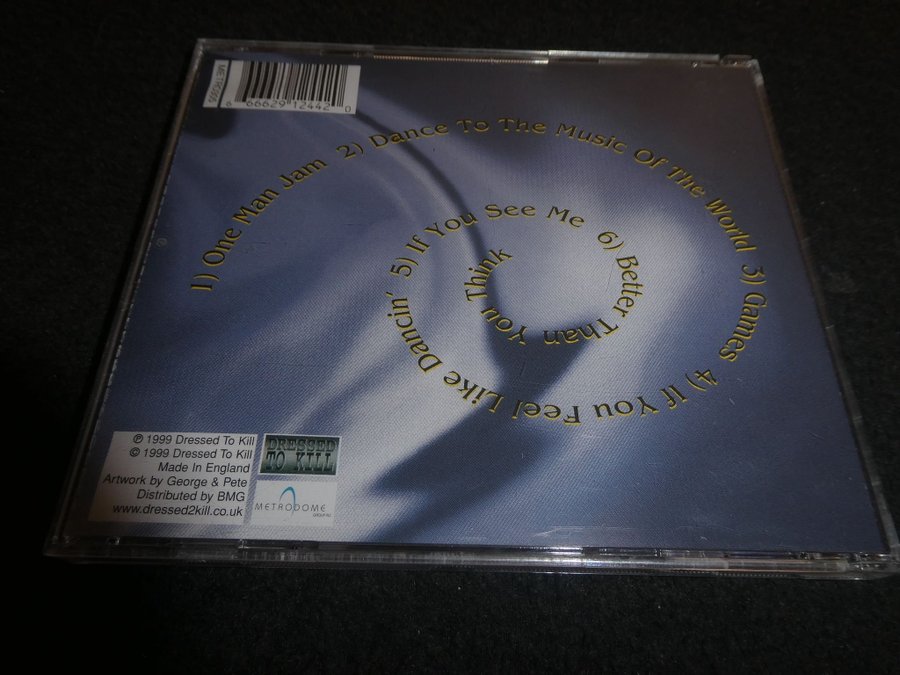 METRO305
6 66629 12442 0
1) One Man Jam 2) Dance To The Music Of The World 3) Games 4) If You Feel Like Dancin' 5) If You See Me 6) Better Than You Think
℗ 1999 Dressed To Kill
© 1999 Dressed To Kill
Made In England
Artwork by George & Pete
Distributed by BMG
www.dressed2kill.co.uk
DRESSED
TO KILL
METRODOME
GROUP PLC